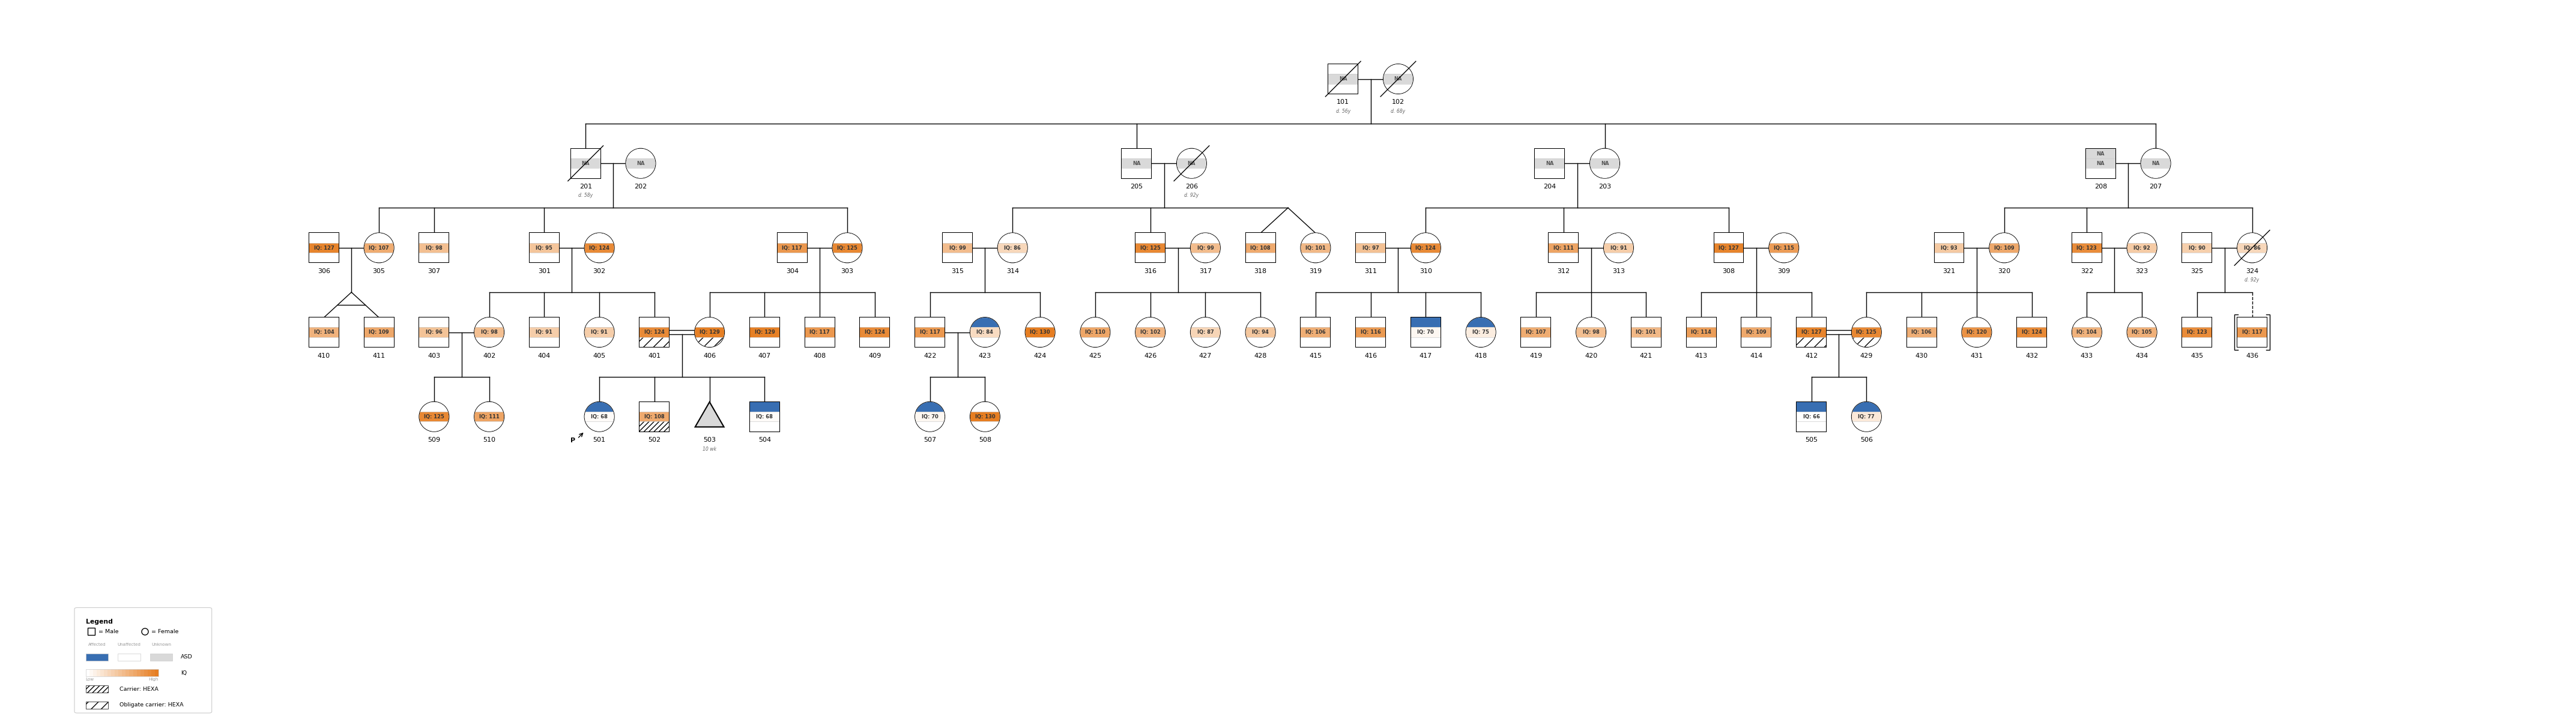 NA NA
101 102
d. 56y d. 68y
NA
NA NA NA NA NA NA NA NA
201 202 205 206 204 203 208 207
d. 58y d. 92y
IQ: 127 IQ: 107 IQ: 98 IQ: 95 IQ: 124 IQ: 117 IQ: 125 IQ: 99 IQ: 86 IQ: 125 IQ: 99 IQ: 108 IQ: 101 IQ: 97 IQ: 124 IQ: 111 IQ: 91 IQ: 127 IQ: 115 IQ: 93 IQ: 109 IQ: 123 IQ: 92 IQ: 90 IQ: 86
306 305 307 301 302 304 303 315 314 316 317 318 319 311 310 312 313 308 309 321 320 322 323 325 324
d. 92y
IQ: 104 IQ: 109 IQ: 96 IQ: 98 IQ: 91 IQ: 91 IQ: 124 IQ: 129 IQ: 129 IQ: 117 IQ: 124 IQ: 117 IQ: 84 IQ: 130 IQ: 110 IQ: 102 IQ: 87 IQ: 94 IQ: 106 IQ: 116 IQ: 70 IQ: 75 IQ: 107 IQ: 98 IQ: 101 IQ: 114 IQ: 109 IQ: 127 IQ: 125 IQ: 106 IQ: 120 IQ: 124 IQ: 104 IQ: 105 IQ: 123 IQ: 117
410 411 403 402 404 405 401 406 407 408 409 422 423 424 425 426 427 428 415 416 417 418 419 420 421 413 414 412 429 430 431 432 433 434 435 436
IQ: 125 IQ: 111 IQ: 68 IQ: 108 IQ: 68 IQ: 70 IQ: 130 IQ: 66 IQ: 77
509 510 P 501 502 503 504 507 508 505 506
10 wk
Legend
= Male = Female
Affected Unaffected Unknown
ASD
IQ
Low High
Carrier: HEXA
Obligate carrier: HEXA